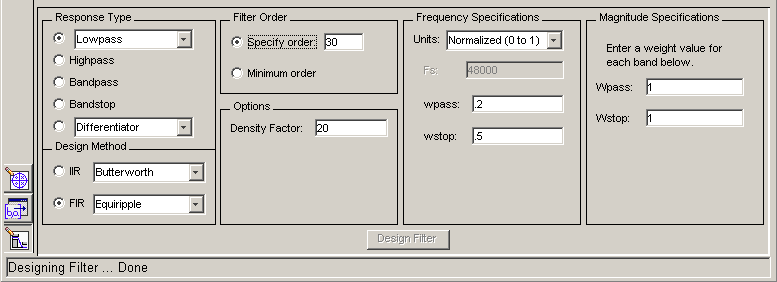 Response Type
Lowpass
Highpass
Bandpass
Bandstop
Differentiator
Design Method
IIR Butterworth
FIR Equiripple
Filter Order
Specify order: 30
Minimum order
Options
Density Factor: 20
Frequency Specifications
Units: Normalized (0 to 1)
Fs: 48000
wpass: .2
wstop: .5
Magnitude Specifications
Enter a weight value for
each band below.
Wpass: 1
Wstop: 1
Design Filter
Designing Filter ... Done